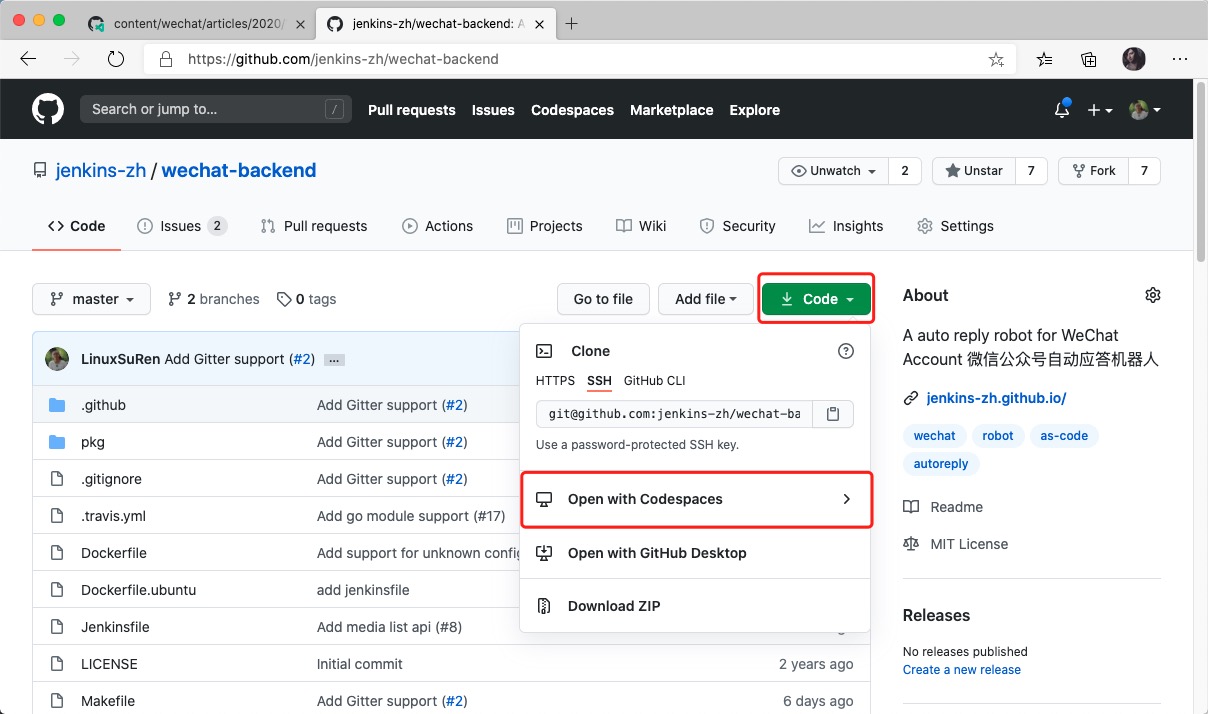 content/wechat/articles/2020/
jenkins-zh/wechat-backend: A
https://github.com/jenkins-zh/wechat-backend
Search or jump to...
/
Pull requests
Issues
Codespaces
Marketplace
Explore
jenkins-zh / wechat-backend
Unwatch 2
Unstar 7
Fork 7
Code
Issues 2
Pull requests
Actions
Projects
Wiki
Security
Insights
Settings
master
2 branches
0 tags
Go to file
Add file
Code
LinuxSuRen Add Gitter support (#2) ...
.github Add Gitter support (#2)
pkg Add Gitter support (#2)
.gitignore Add Gitter support (#2)
.travis.yml Add go module support (#17)
Dockerfile Add support for unknown config
Dockerfile.ubuntu add jenkinsfile
Jenkinsfile Add media list api (#8)
LICENSE Initial commit 2 years ago
Makefile Add Gitter support (#2) 6 days ago
Clone
HTTPS SSH GitHub CLI
git@github.com:jenkins-zh/wechat-ba
Use a password-protected SSH key.
Open with Codespaces
Open with GitHub Desktop
Download ZIP
About
A auto reply robot for WeChat
Account 微信公众号自动应答机器人
jenkins-zh.github.io/
wechat robot as-code
autoreply
Readme
MIT License
Releases
No releases published
Create a new release